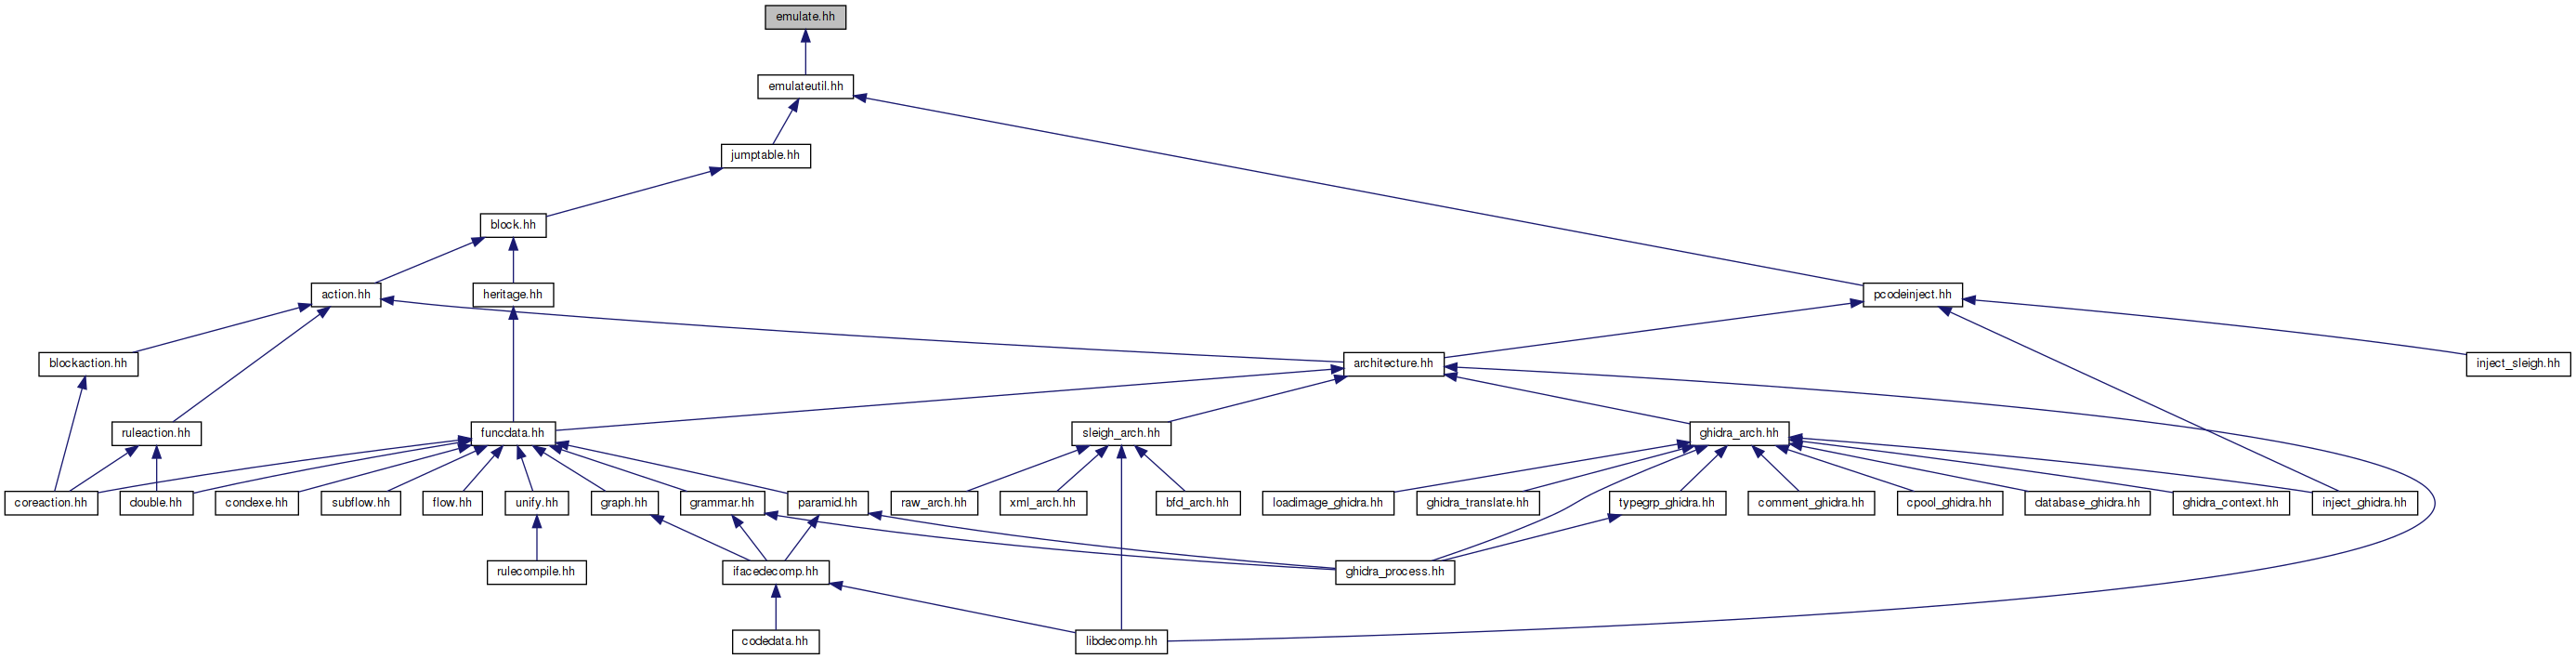 emulate.hh
emulateutil.hh
jumptable.hh
block.hh
action.hh
heritage.hh
pcodeinject.hh
blockaction.hh
architecture.hh
inject_sleigh.hh
ruleaction.hh
funcdata.hh
sleigh_arch.hh
ghidra_arch.hh
coreaction.hh
double.hh
condexe.hh
subflow.hh
flow.hh
unify.hh
graph.hh
grammar.hh
paramid.hh
raw_arch.hh
xml_arch.hh
bfd_arch.hh
loadimage_ghidra.hh
ghidra_translate.hh
typegrp_ghidra.hh
comment_ghidra.hh
cpool_ghidra.hh
database_ghidra.hh
ghidra_context.hh
inject_ghidra.hh
rulecompile.hh
ifacedecomp.hh
ghidra_process.hh
codedata.hh
libdecomp.hh